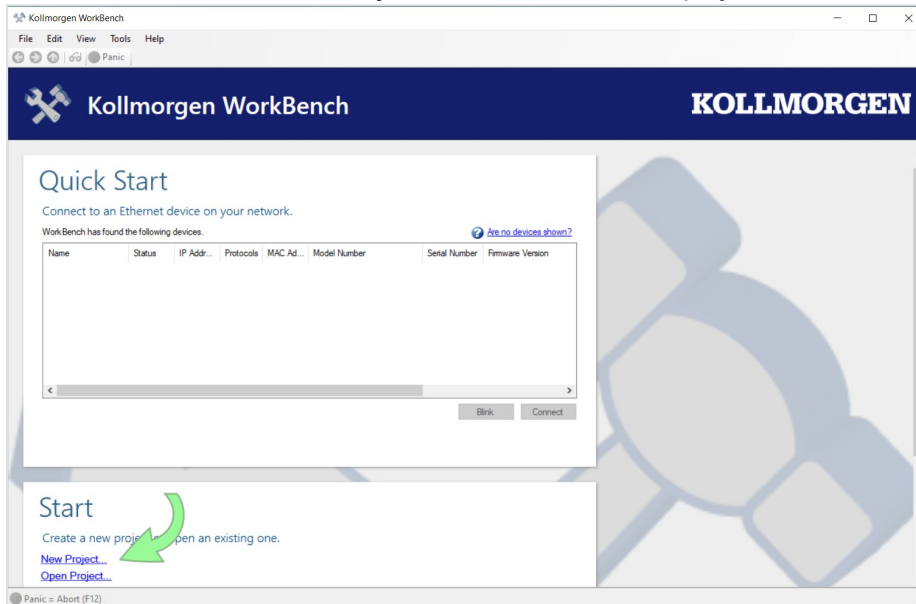 Kollmorgen WorkBench
File Edit View Tools Help
Panic
Kollmorgen WorkBench
KOLLMORGEN
Quick Start
Connect to an Ethernet device on your network.
WorkBench has found the following devices.
Are no devices shown?
Name Status IP Addr... Protocols MAC Ad... Model Number Serial Number Firmware Version
Blink Connect
Start
Create a new project open an existing one.
New Project...
Open Project...
Panic = Abort (F12)